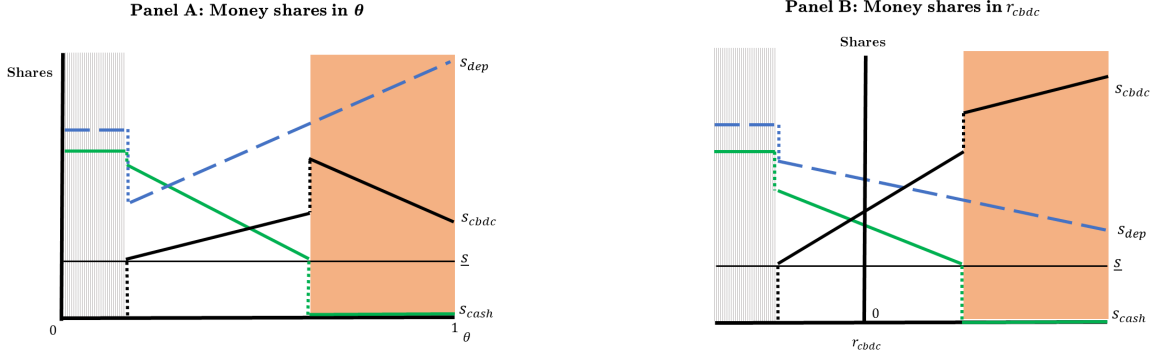 Panel A: Money shares in θ
Shares
s_dep
s_cbdc
s
s_cash
0
1
θ
Panel B: Money shares in r_cbdc
Shares
s_cbdc
s_dep
s
s_cash
0
r_cbdc